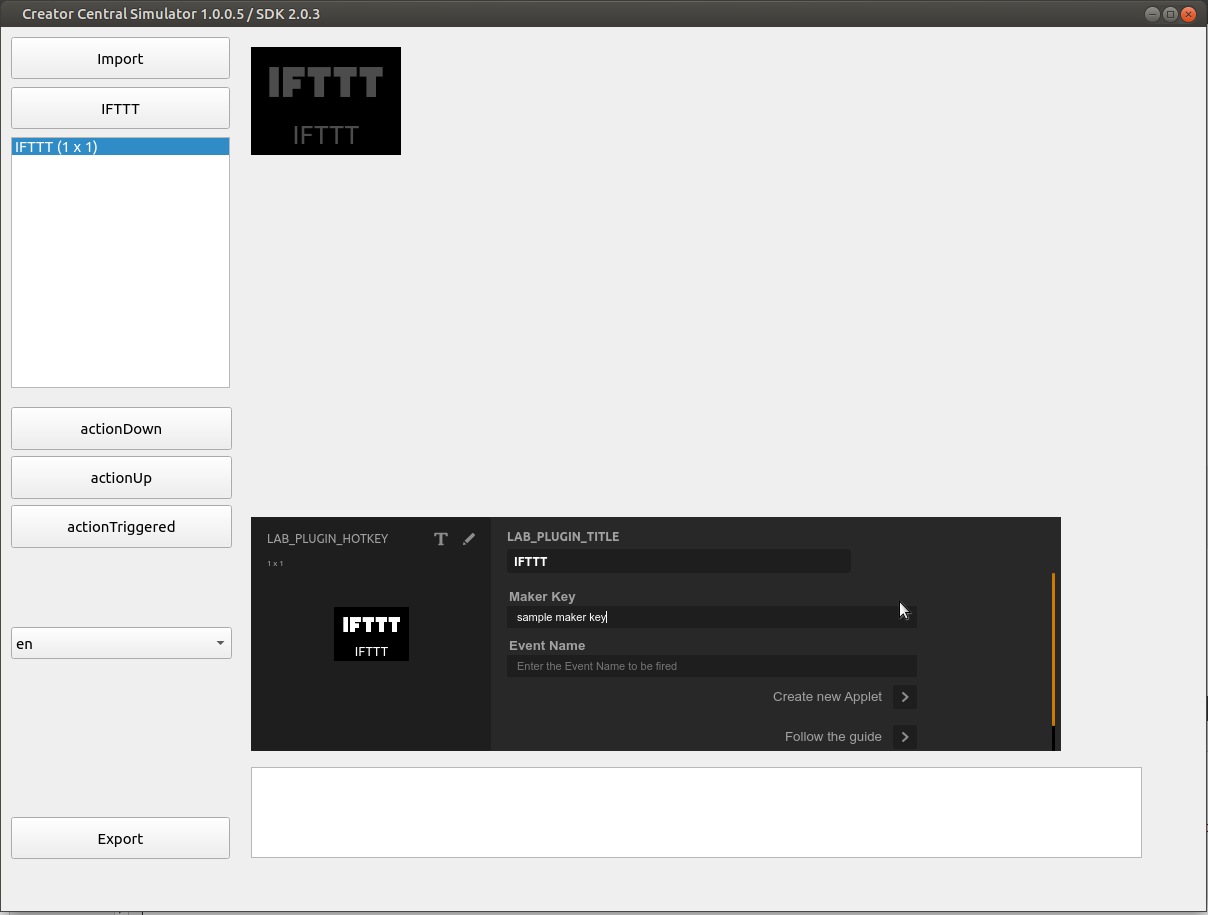 Creator Central Simulator 1.0.0.5 / SDK 2.0.3
Import
IFTTT
IFTTT (1 x 1)
actionDown
actionUp
actionTriggered
en
Export
IFTTT
IFTTT
LAB_PLUGIN_HOTKEY
T
1 x 1
IFTTT
IFTTT
LAB_PLUGIN_TITLE
IFTTT
Maker Key
sample maker key
Event Name
Enter the Event Name to be fired
Create new Applet
Follow the guide